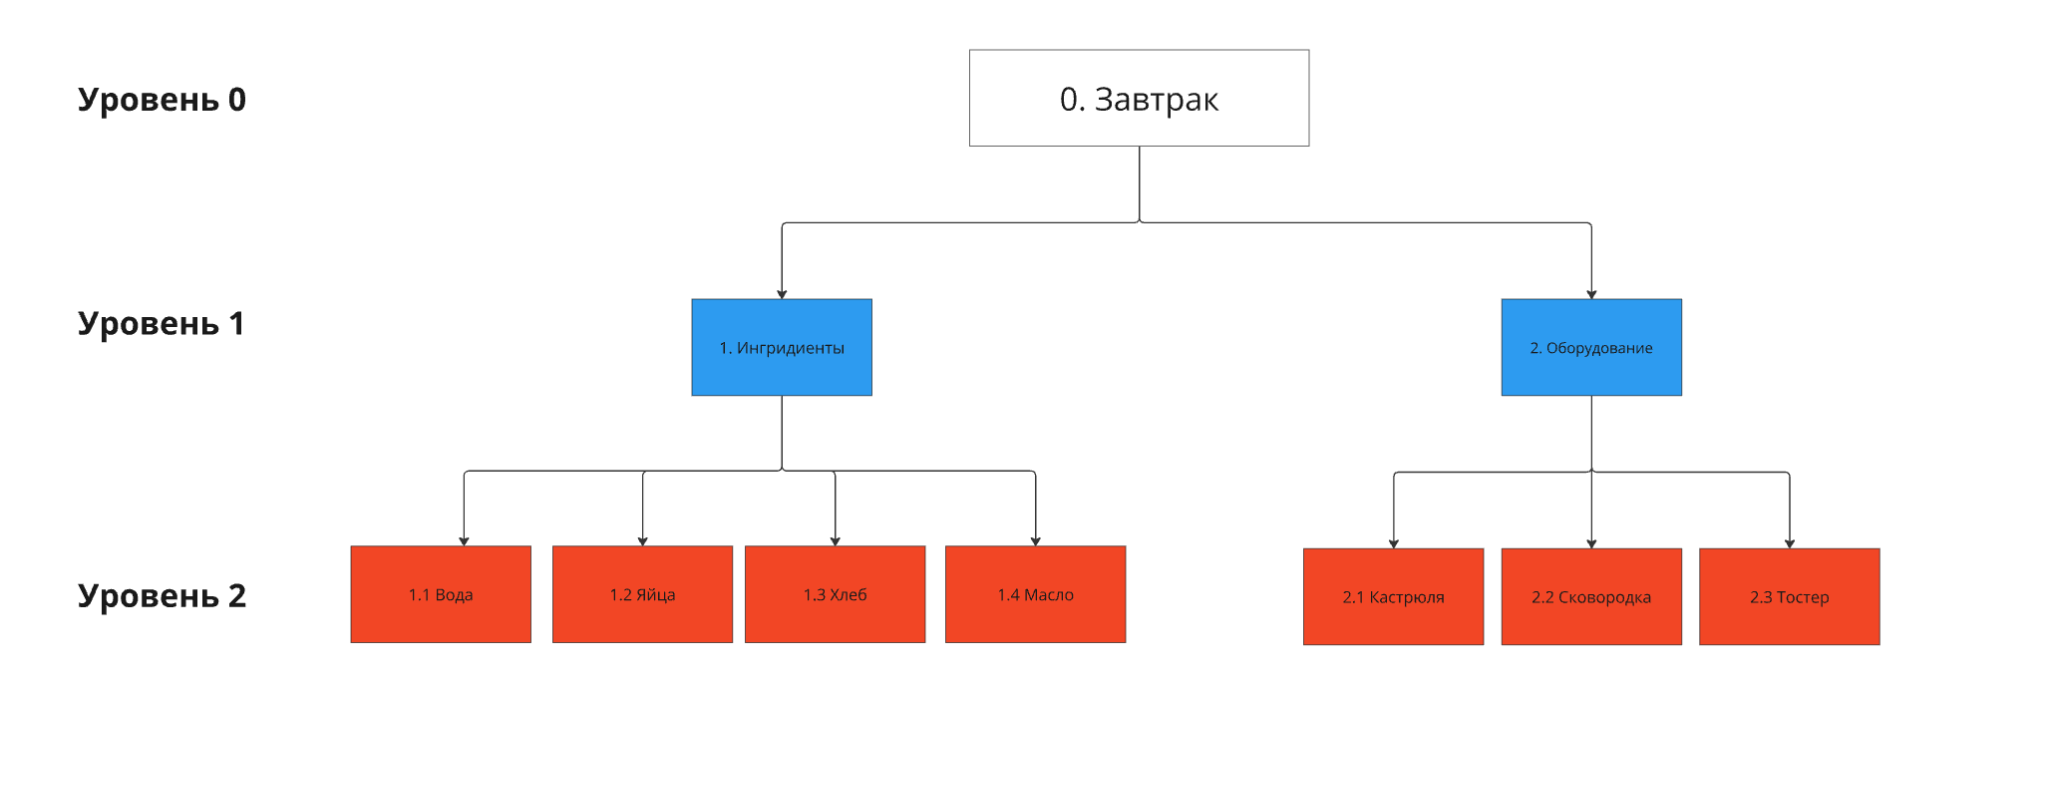 Уровень 0
0. Завтрак
Уровень 1
1. Ингридиенты
2. Оборудование
Уровень 2
1.1 Вода
1.2 Яйца
1.3 Хлеб
1.4 Масло
2.1 Кастрюля
2.2 Сковородка
2.3 Тостер